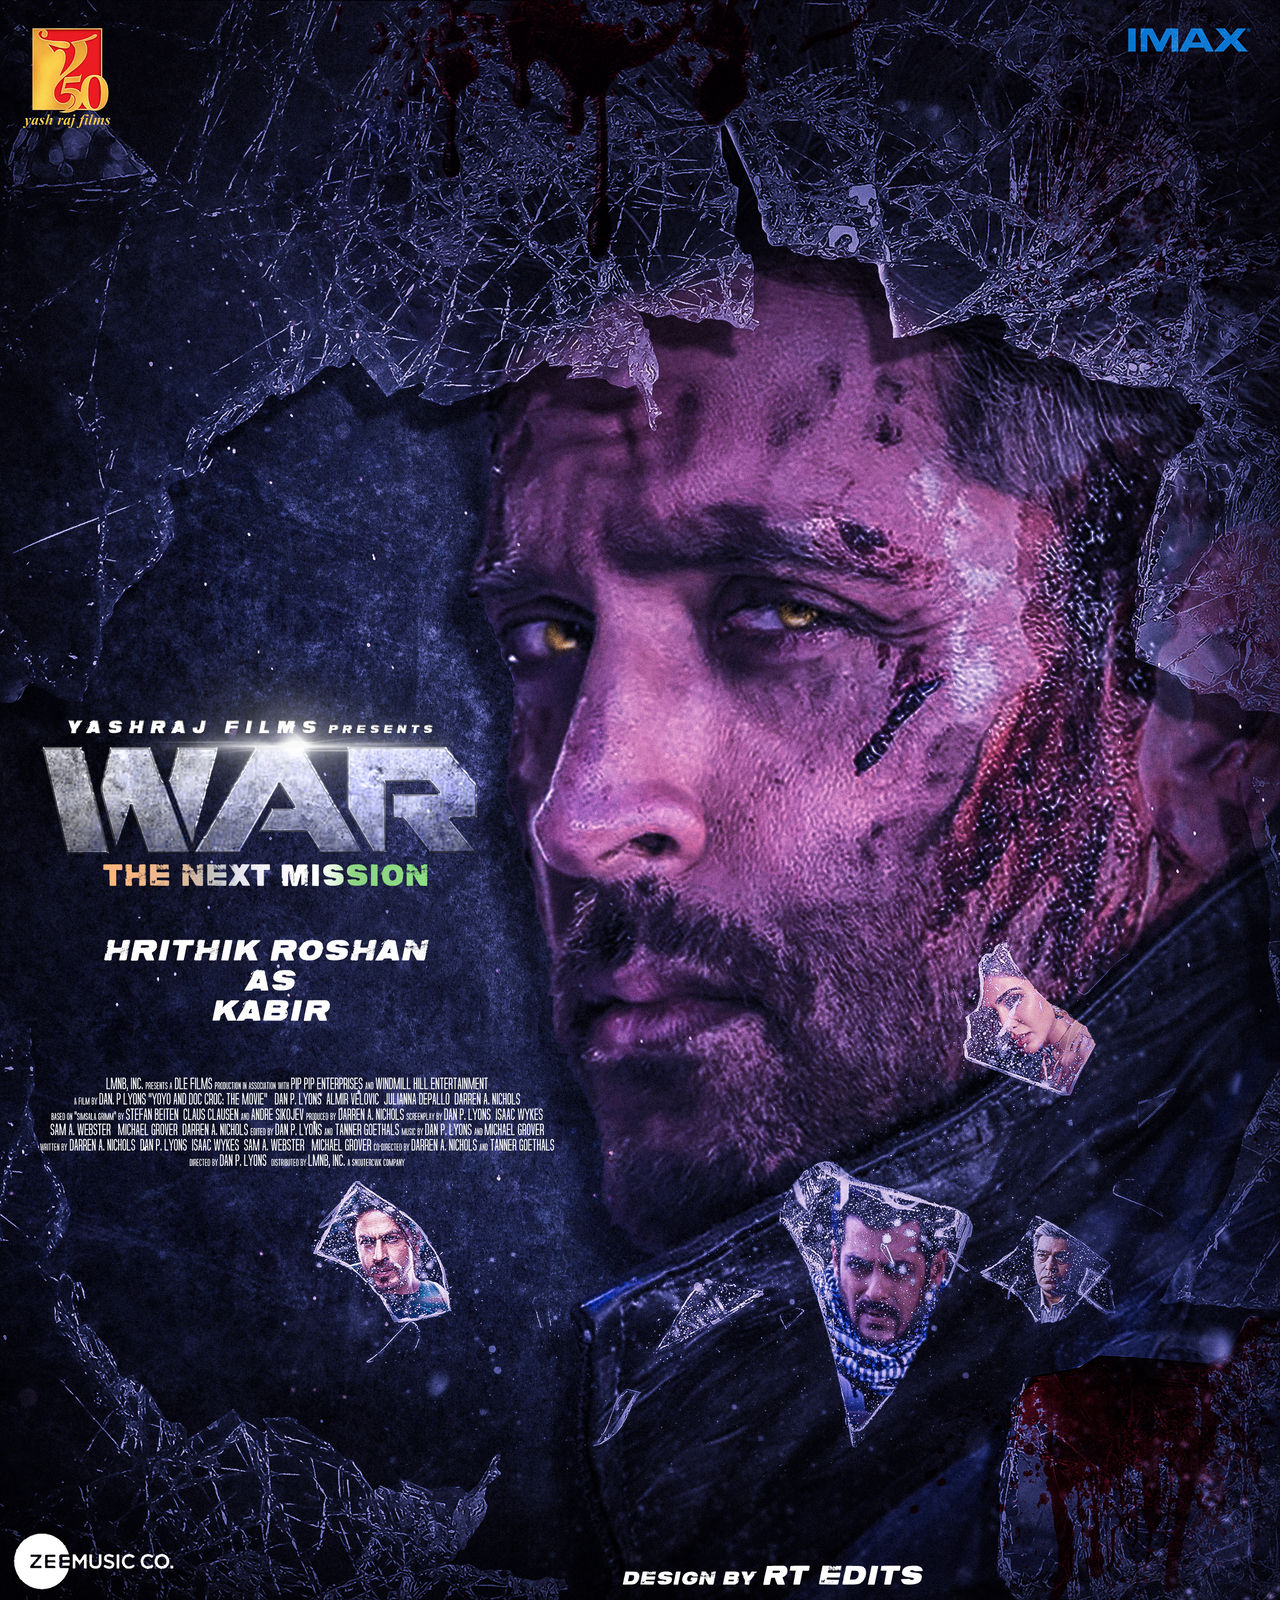 50
yash raj films
IMAX
YASHRAJ FILMS PRESENTS
WAR
THE NEXT MISSION
HRITHIK ROSHAN
AS
KABIR
LMNB, INC. PRESENTS A DLE FILMS PRODUCTION IN ASSOCIATION WITH PIP PIP ENTERPRISES AND WINDMILL HILL ENTERTAINMENT
A FILM BY DAN. P LYONS "YOYO AND DOC CROC. THE MOVIE" DAN P. LYONS ALMIR VELOVIC JULIANNA DEPALLO DARREN A. NICHOLS
BASED ON "SIMSALA GRIMM" BY STEFAN BEITEN CLAUS CLAUSEN AND ANDRE SIKOJEV PRODUCED BY DARREN A. NICHOLS SCREENPLAY BY DAN P. LYONS ISAAC WYKES
SAM A. WEBSTER MICHAEL GROVER DARREN A. NICHOLS EDITED BY DAN P. LYONS AND TANNER GOETHALS MUSIC BY DAN P. LYONS AND MICHAEL GROVER
WRITTEN BY DARREN A. NICHOLS DAN P. LYONS ISAAC WYKES SAM A. WEBSTER MICHAEL GROVER CO-DIRECTED BY DARREN A. NICHOLS AND TANNER GOETHALS
DIRECTED BY DAN P. LYONS DISTRIBUTED BY LMNB, INC. A SNOUTERCWK COMPANY
ZEEMUSIC CO.
DESIGN BY RT EDITS